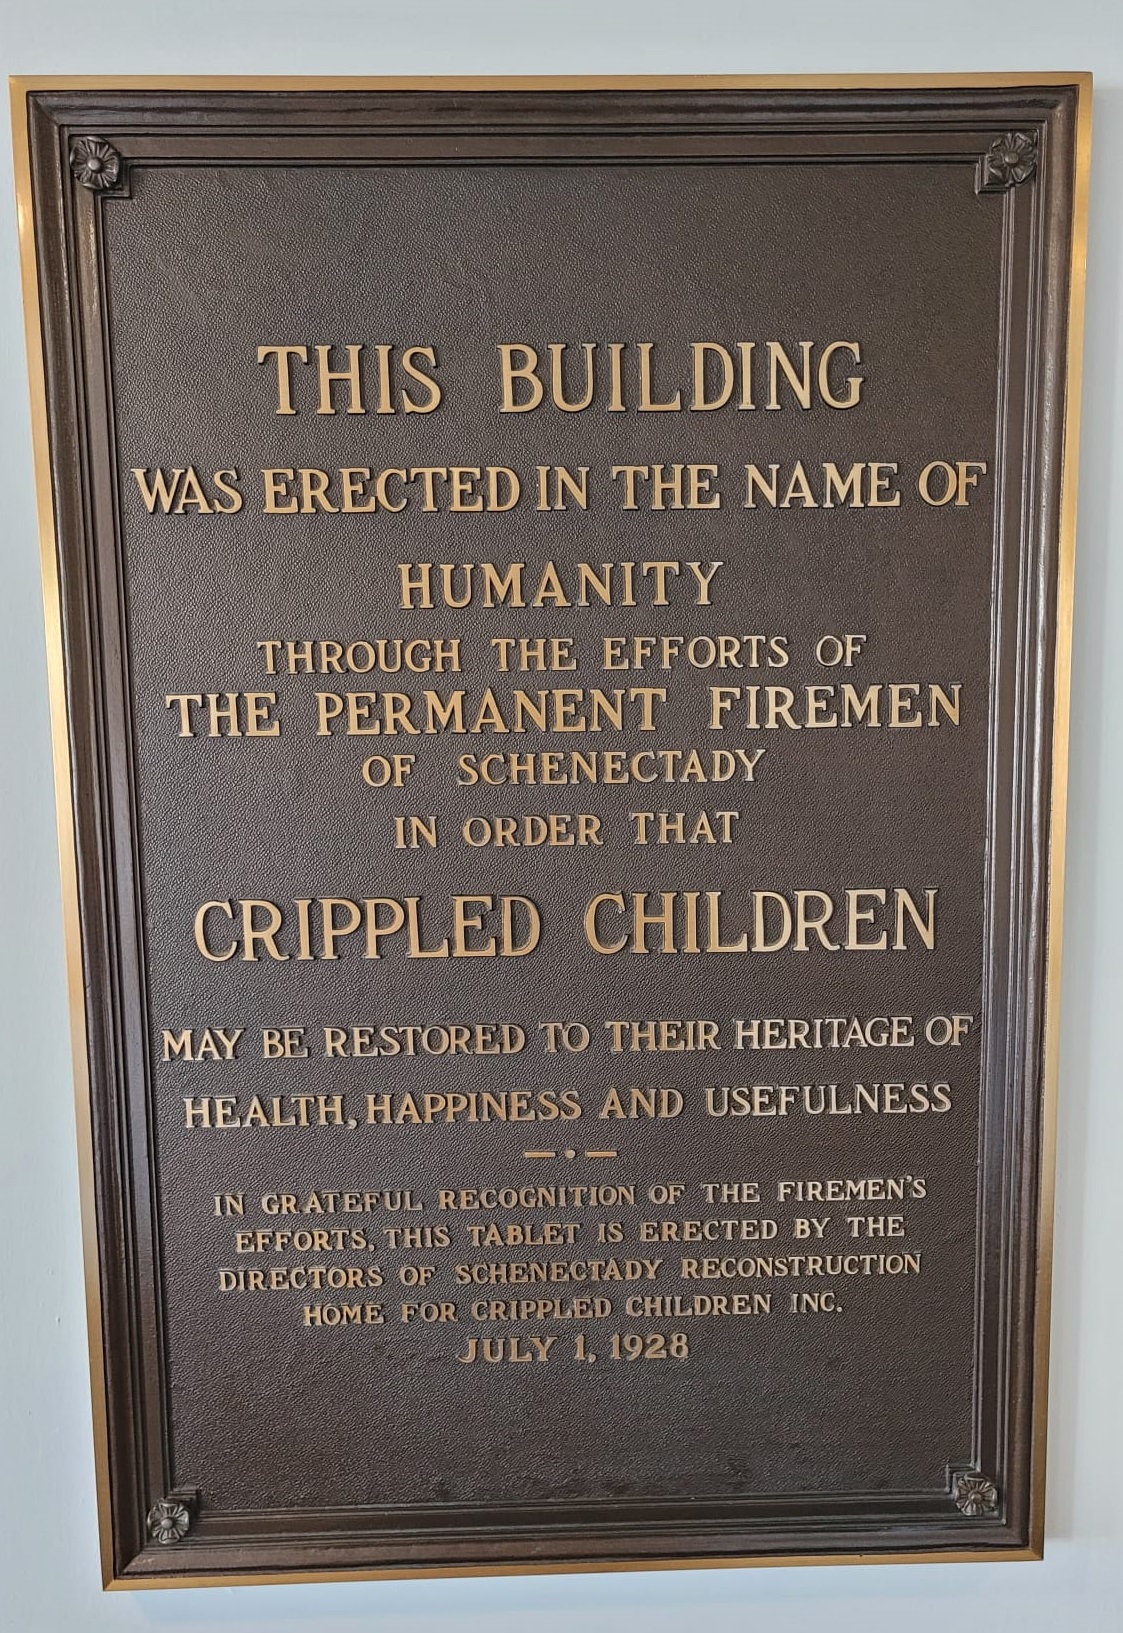 THIS BUILDING
WAS ERECTED IN THE NAME OF
HUMANITY
THROUGH THE EFFORTS OF
THE PERMANENT FIREMEN
OF SCHENECTADY
IN ORDER THAT
CRIPPLED CHILDREN
MAY BE RESTORED TO THEIR HERITAGE OF
HEALTH, HAPPINESS AND USEFULNESS
IN GRATEFUL RECOGNITION OF THE FIREMEN'S
EFFORTS, THIS TABLET IS ERECTED BY THE
DIRECTORS OF SCHENECTADY RECONSTRUCTION
HOME FOR CRIPPLED CHILDREN INC.
JULY 1, 1928